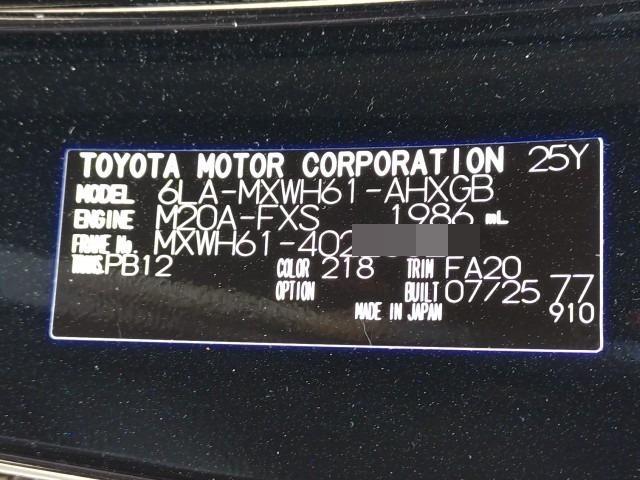 TOYOTA MOTOR CORPORATION 25Y
MODEL 6LA-MXWH61-AHXGB
ENGINE M20A-FXS 1986 mL
FRAME No. MXWH61-402
TRANS. PB12 COLOR 218 TRIM FA20
OPTION BUILT 07/25 77
MADE IN JAPAN 910